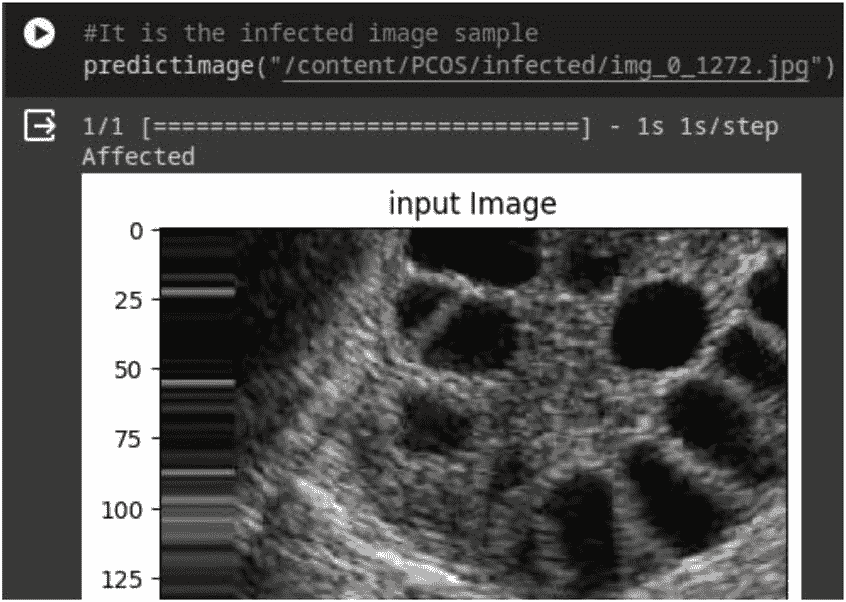 #It is the infected image sample
predictimage("/content/PCOS/infected/img_0_1272.jpg")
1/1 [==============================] - 1s 1s/step
Affected
input Image
0
25
50
75
100
125